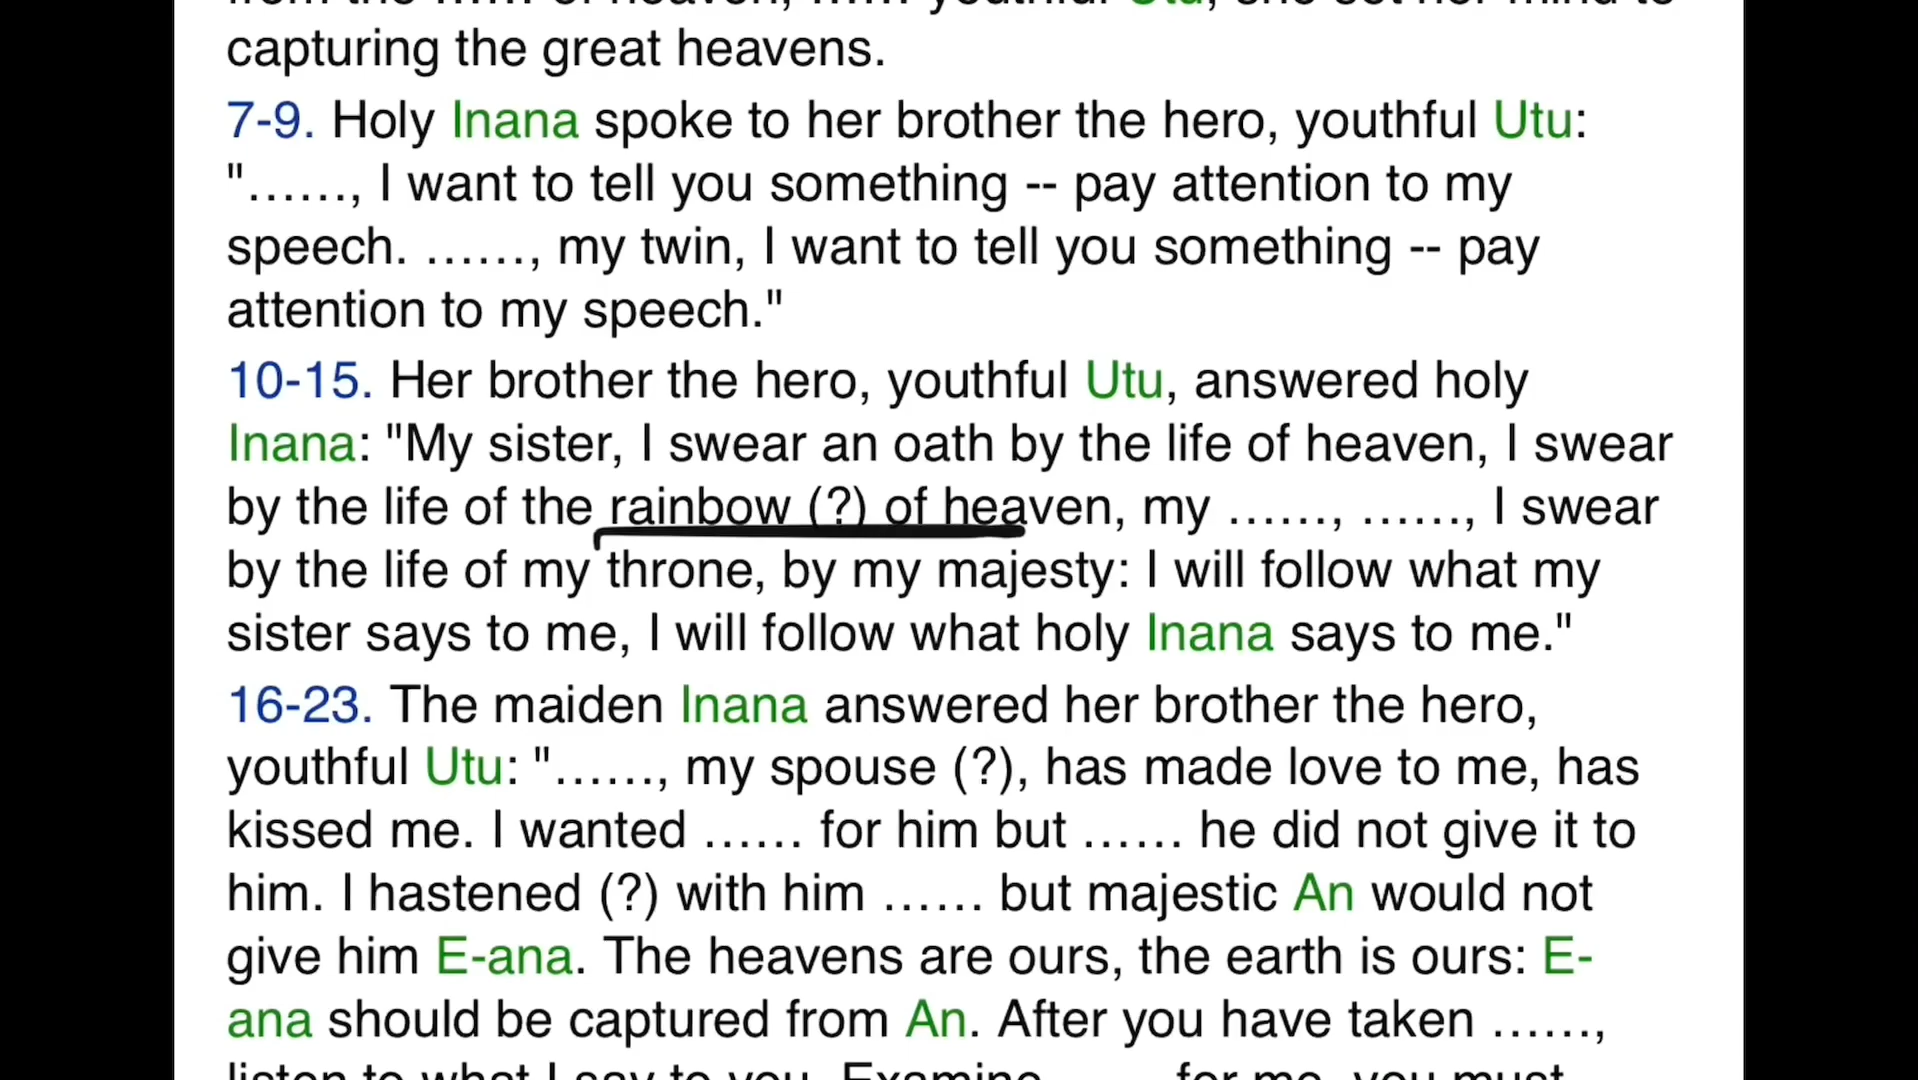 capturing the great heavens.
7-9. Holy Inana spoke to her brother the hero, youthful Utu:
"......, I want to tell you something -- pay attention to my
speech. ......, my twin, I want to tell you something -- pay
attention to my speech."
10-15. Her brother the hero, youthful Utu, answered holy
Inana: "My sister, I swear an oath by the life of heaven, I swear
by the life of the rainbow (?) of heaven, my ......, ......, I swear
by the life of my throne, by my majesty: I will follow what my
sister says to me, I will follow what holy Inana says to me."
16-23. The maiden Inana answered her brother the hero,
youthful Utu: "......, my spouse (?), has made love to me, has
kissed me. I wanted ...... for him but ...... he did not give it to
him. I hastened (?) with him ...... but majestic An would not
give him E-ana. The heavens are ours, the earth is ours: E-
ana should be captured from An. After you have taken ......,